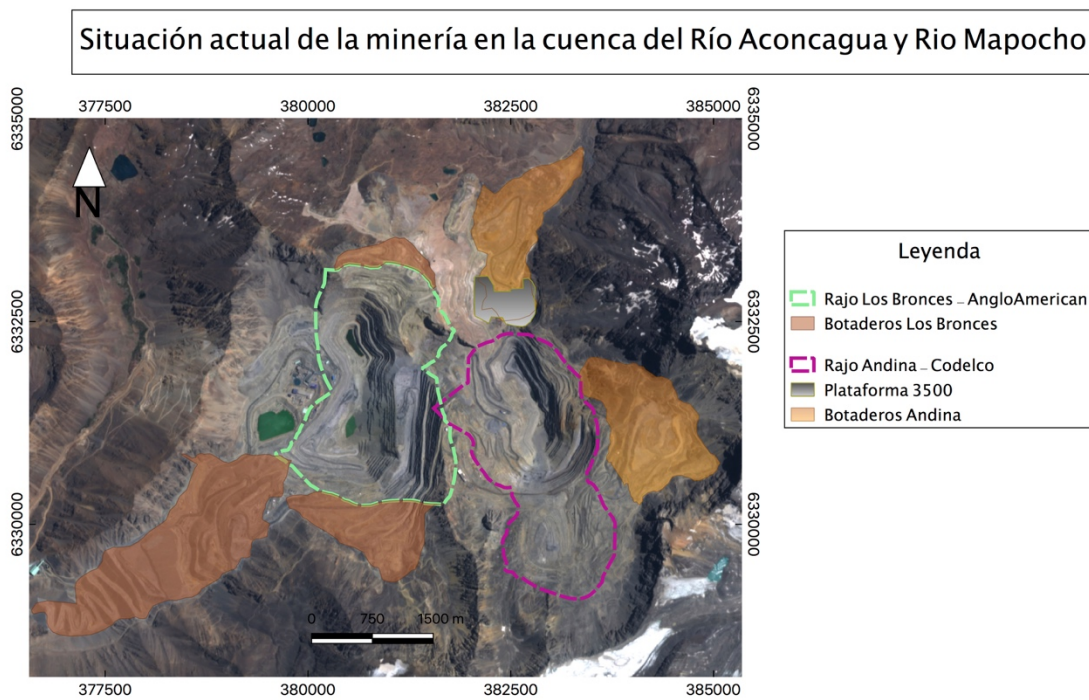 Situación actual de la minería en la cuenca del Río Aconcagua y Rio Mapocho
377500 380000 382500 385000
6335000 6335000
N
Leyenda
Rajo Los Bronces - AngloAmerican
Botaderos Los Bronces
Rajo Andina - Codelco
Plataforma 3500
Botaderos Andina
6332500 6332500
6330000 6330000
0 750 1500 m
377500 380000 382500 385000